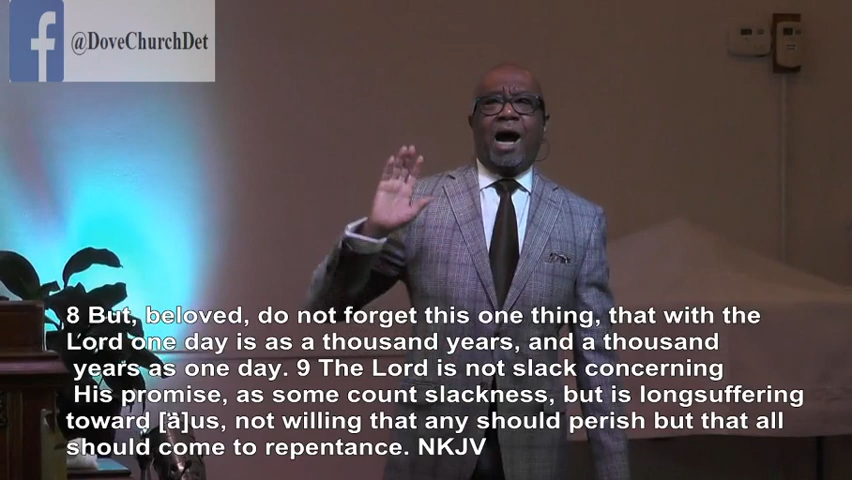 f @DoveChurchDet
8 But, beloved, do not forget this one thing, that with the
Lord one day is as a thousand years, and a thousand
years as one day. 9 The Lord is not slack concerning
His promise, as some count slackness, but is longsuffering
toward [ä]us, not willing that any should perish but that all
should come to repentance. NKJV